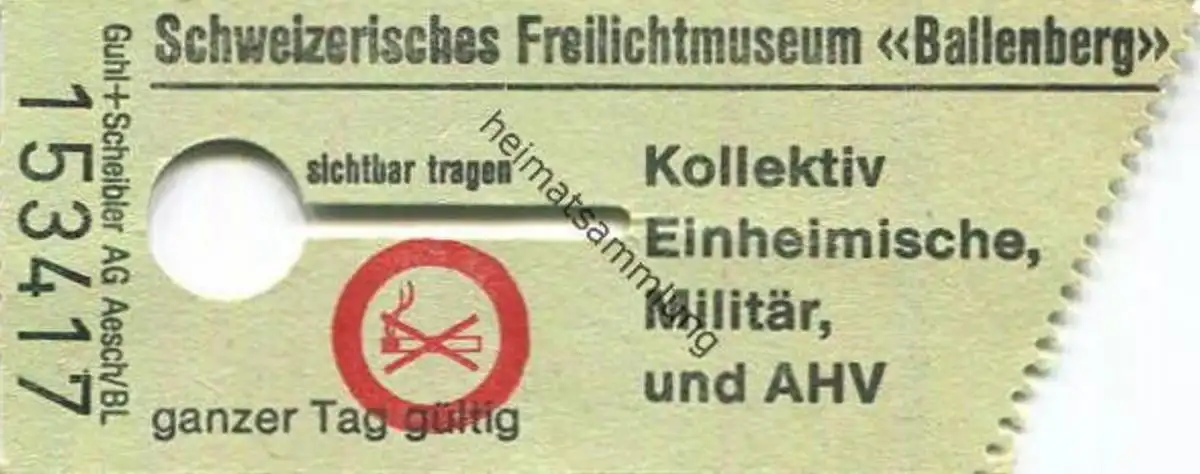 Schweizerisches Freilichtmuseum «Ballenberg»
Guhl+Scheibler AG Aesch/BL
153417
sichtbar tragen
Kollektiv
Einheimische,
Militär,
und AHV
ganzer Tag gültig
heimatsammlung